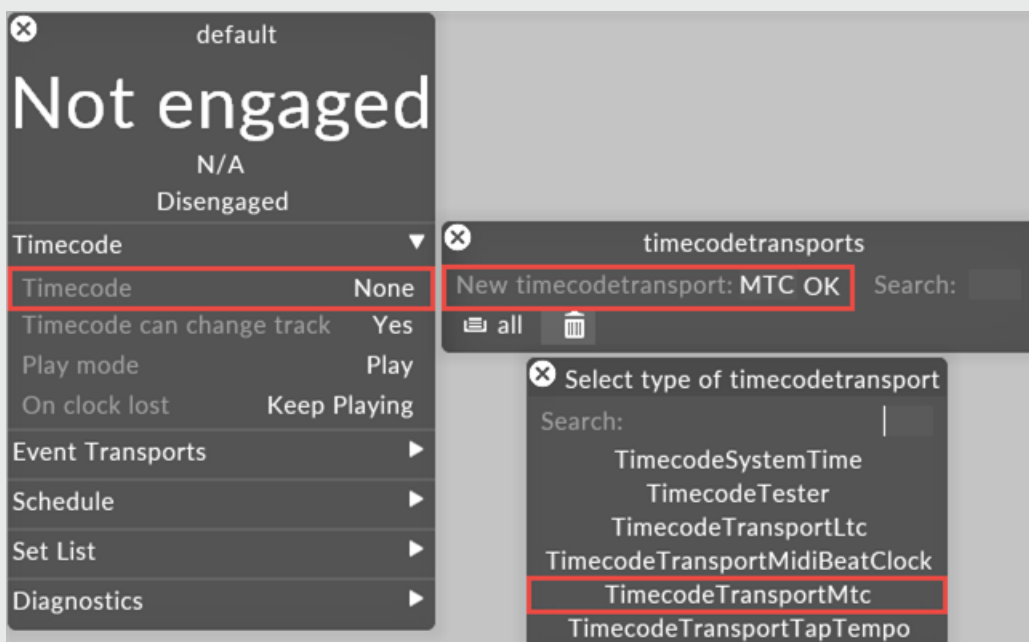 default
Not engaged
N/A
Disengaged
Timecode
Timecode None
Timecode can change track Yes
Play mode Play
On clock lost Keep Playing
Event Transports
Schedule
Set List
Diagnostics
timecodetransports
New timecodetransport: MTC OK Search:
all
Select type of timecodetransport
Search:
TimecodeSystemTime
TimecodeTester
TimecodeTransportLtc
TimecodeTransportMidiBeatClock
TimecodeTransportMtc
TimecodeTransportTapTempo